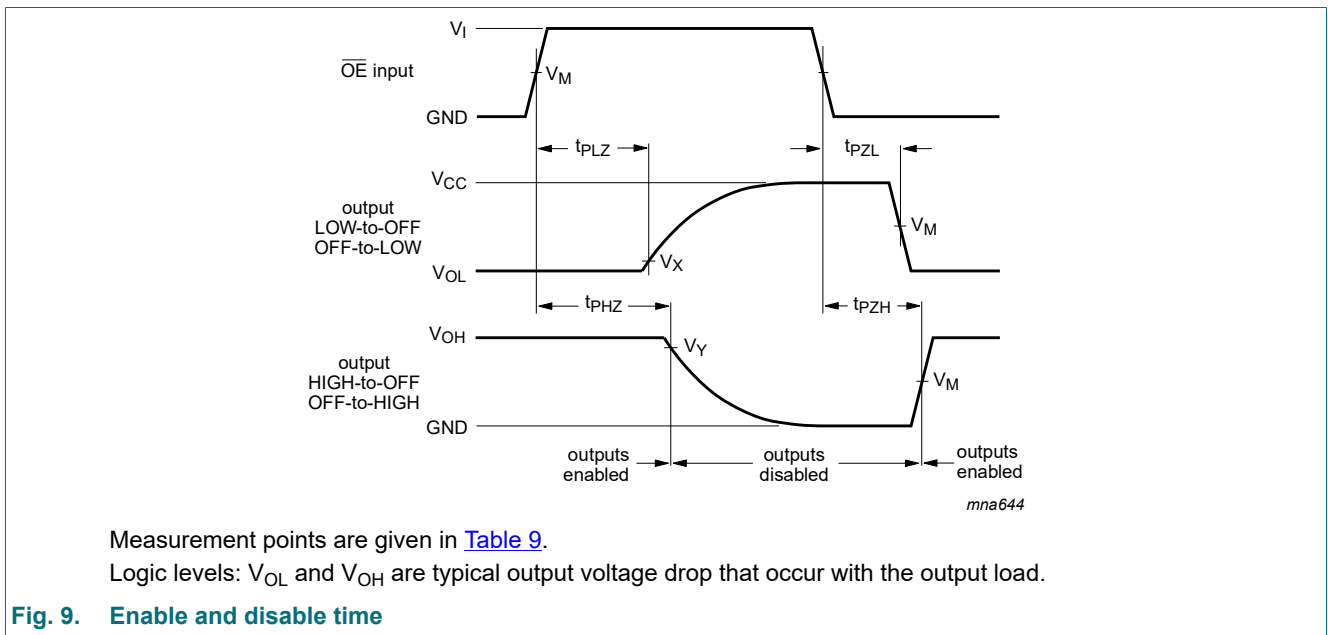 V_I
O̅E̅ input
V_M
GND
t_PLZ
t_PZL
V_CC
output
LOW-to-OFF
OFF-to-LOW
V_M
V_X
V_OL
t_PHZ
t_PZH
V_OH
V_Y
output
HIGH-to-OFF
OFF-to-HIGH
V_M
GND
outputs
enabled
outputs
disabled
outputs
enabled
mna644
Measurement points are given in Table 9.
Logic levels: V_OL and V_OH are typical output voltage drop that occur with the output load.
Fig. 9. Enable and disable time